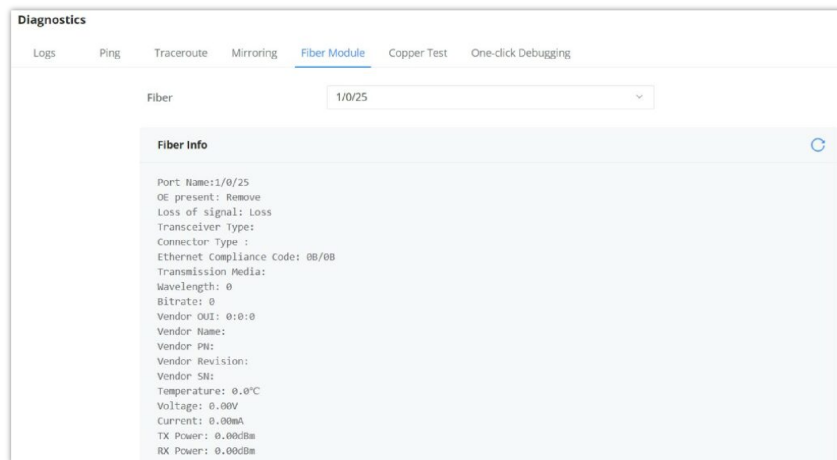 Diagnostics
Logs Ping Traceroute Mirroring Fiber Module Copper Test One-click Debugging
Fiber 1/0/25
Fiber Info
Port Name:1/0/25
OE present: Remove
Loss of signal: Loss
Transceiver Type:
Connector Type :
Ethernet Compliance Code: 0B/0B
Transmission Media:
Wavelength: 0
Bitrate: 0
Vendor OUI: 0:0:0
Vendor Name:
Vendor PN:
Vendor Revision:
Vendor SN:
Temperature: 0.0℃
Voltage: 0.00V
Current: 0.00mA
TX Power: 0.00dBm
RX Power: 0.00dBm